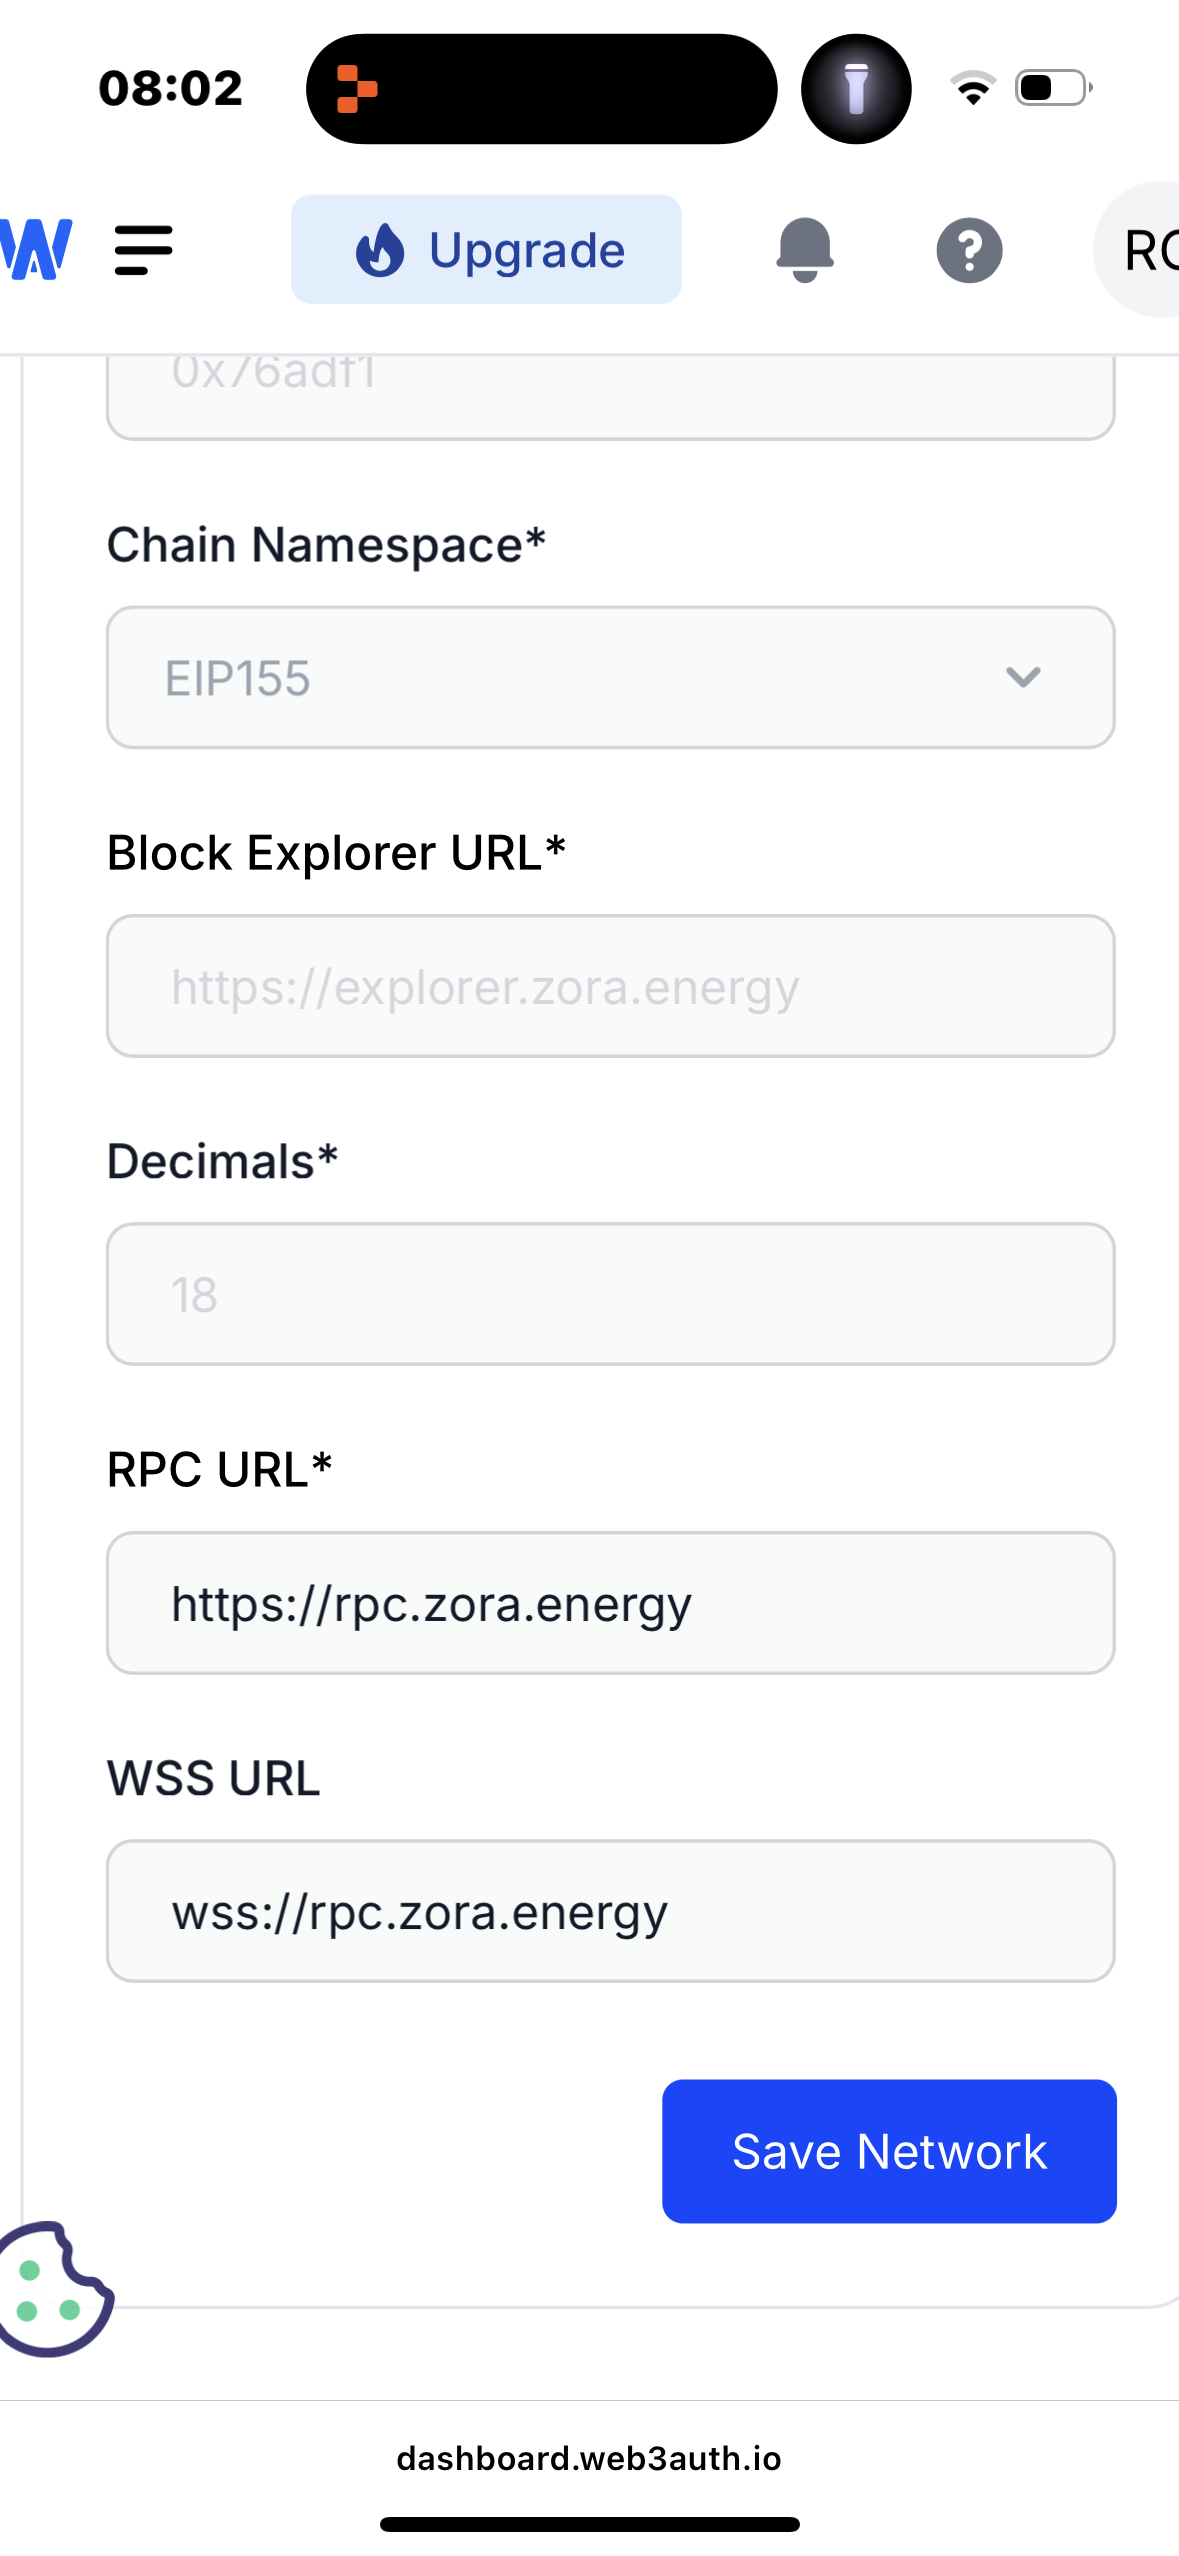 08:02
Upgrade
RC
0x76adf1
Chain Namespace*
EIP155
Block Explorer URL*
https://explorer.zora.energy
Decimals*
18
RPC URL*
https://rpc.zora.energy
WSS URL
wss://rpc.zora.energy
Save Network
dashboard.web3auth.io